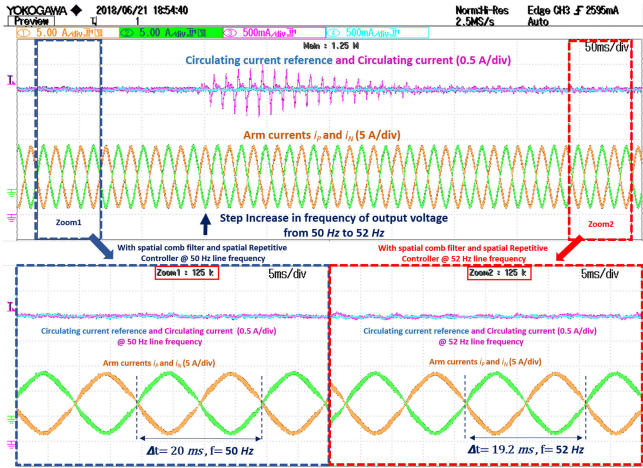 YOKOGAWA ◆ 2018/06/21 18:54:40 NormHi-Res Edge CH3 2595mA
Preview 1 2.5MS/s Auto
5.00 A/div 5.00 A/div 500mA/div 500mA/div
Main : 1.25 M 50ms/div
Circulating current reference and Circulating current (0.5 A/div)
Arm currents iP and iN (5 A/div)
Step Increase in frequency of output voltage
from 50 Hz to 52 Hz
Zoom1 Zoom2
With spatial comb filter and spatial Repetitive
Controller @ 50 Hz line frequency
With spatial comb filter and spatial Repetitive
Controller @ 52 Hz line frequency
Zoom1 : 125 k 5ms/div
Zoom2 : 125 k 5ms/div
Circulating current reference and Circulating current (0.5 A/div)
@ 50 Hz line frequency
Circulating current reference and Circulating current (0.5 A/div)
@ 52 Hz line frequency
Arm currents iP and iN (5 A/div)
Arm currents iP and iN (5 A/div)
Δt= 20 ms, f= 50 Hz
Δt= 19.2 ms, f= 52 Hz